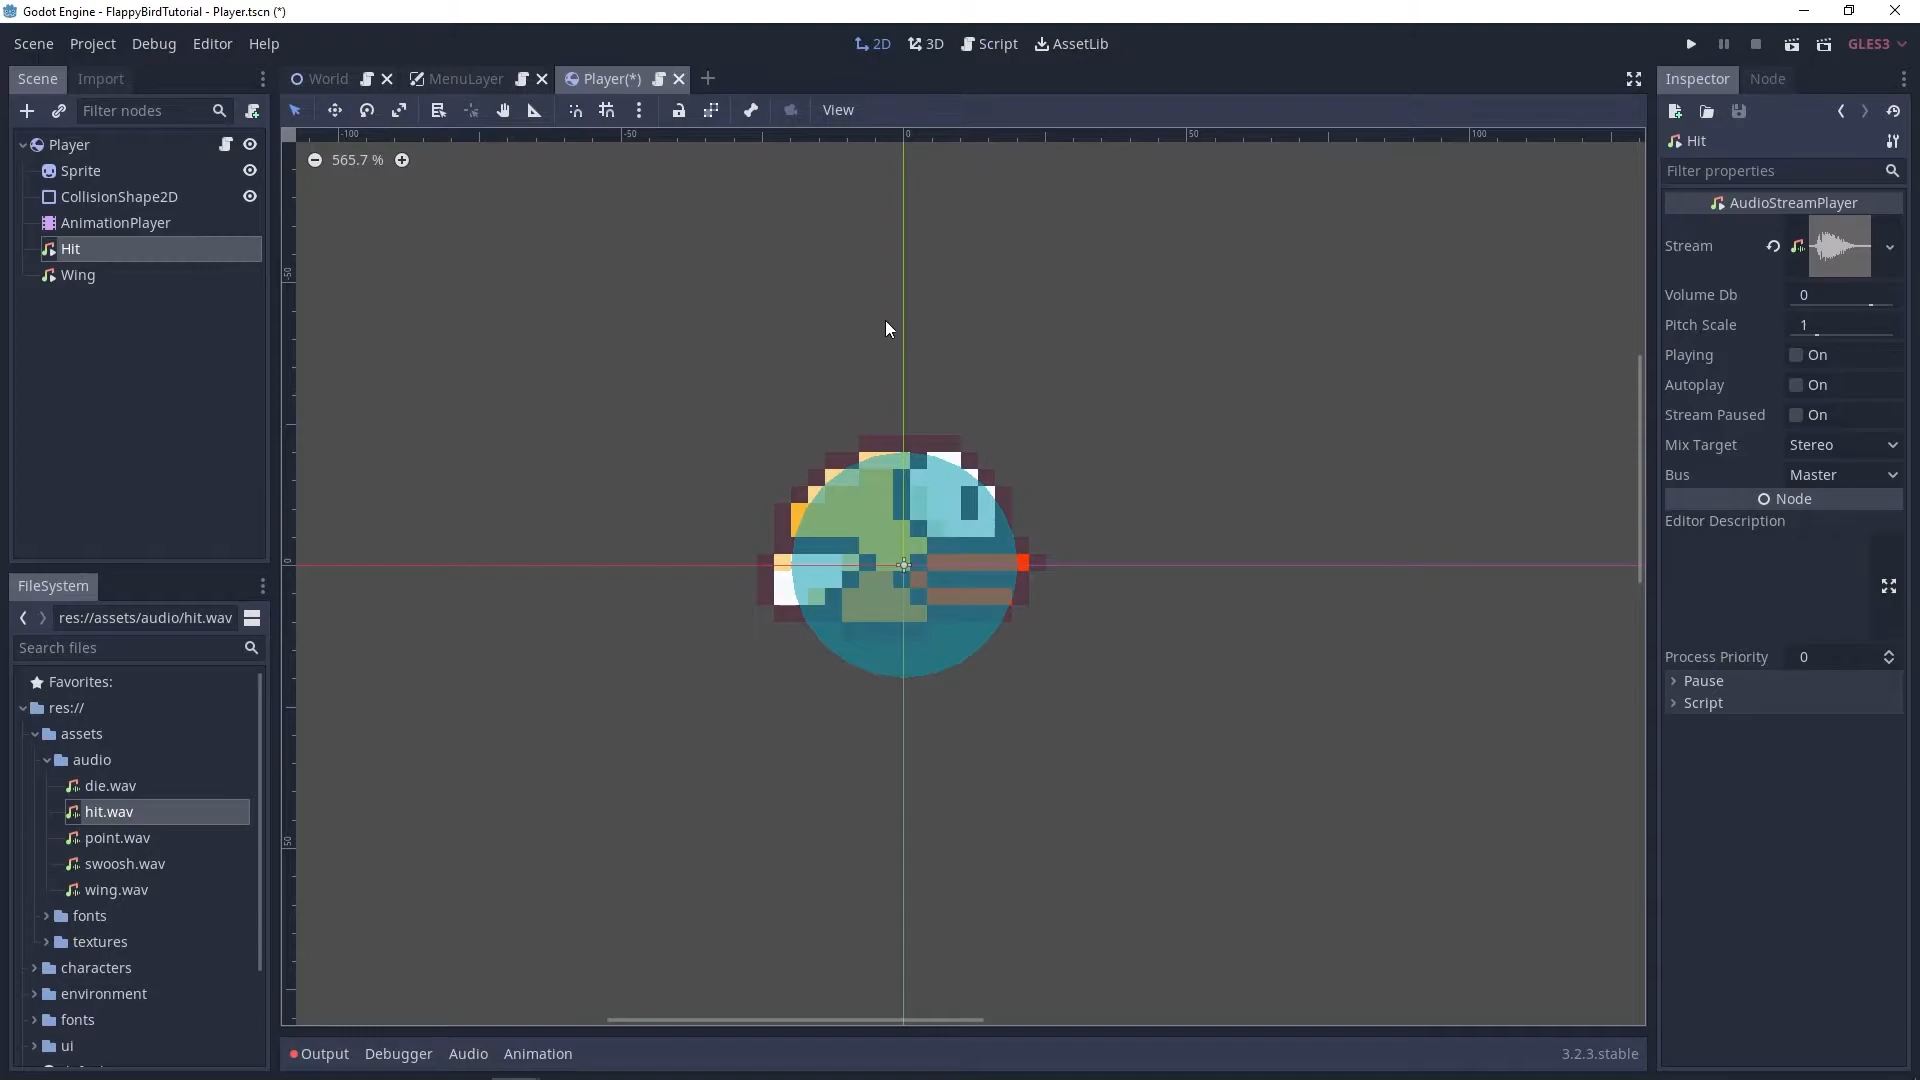 Godot Engine - FlappyBirdTutorial - Player.tscn (*)
Scene Project Debug Editor Help
2D 3D Script AssetLib
GLES3
Scene Import
World MenuLayer Player(*)
Inspector Node
Filter nodes
View
Player
Sprite
CollisionShape2D
AnimationPlayer
Hit
Wing
-100 -50 0 50 100
565.7 %
-50
0
50
Hit
Filter properties
AudioStreamPlayer
Stream
Volume Db 0
Pitch Scale 1
Playing On
Autoplay On
Stream Paused On
Mix Target Stereo
Bus Master
Node
Editor Description
Process Priority 0
Pause
Script
FileSystem
res://assets/audio/hit.wav
Search files
Favorites:
res://
assets
audio
die.wav
hit.wav
point.wav
swoosh.wav
wing.wav
fonts
textures
characters
environment
fonts
ui
Output Debugger Audio Animation
3.2.3.stable